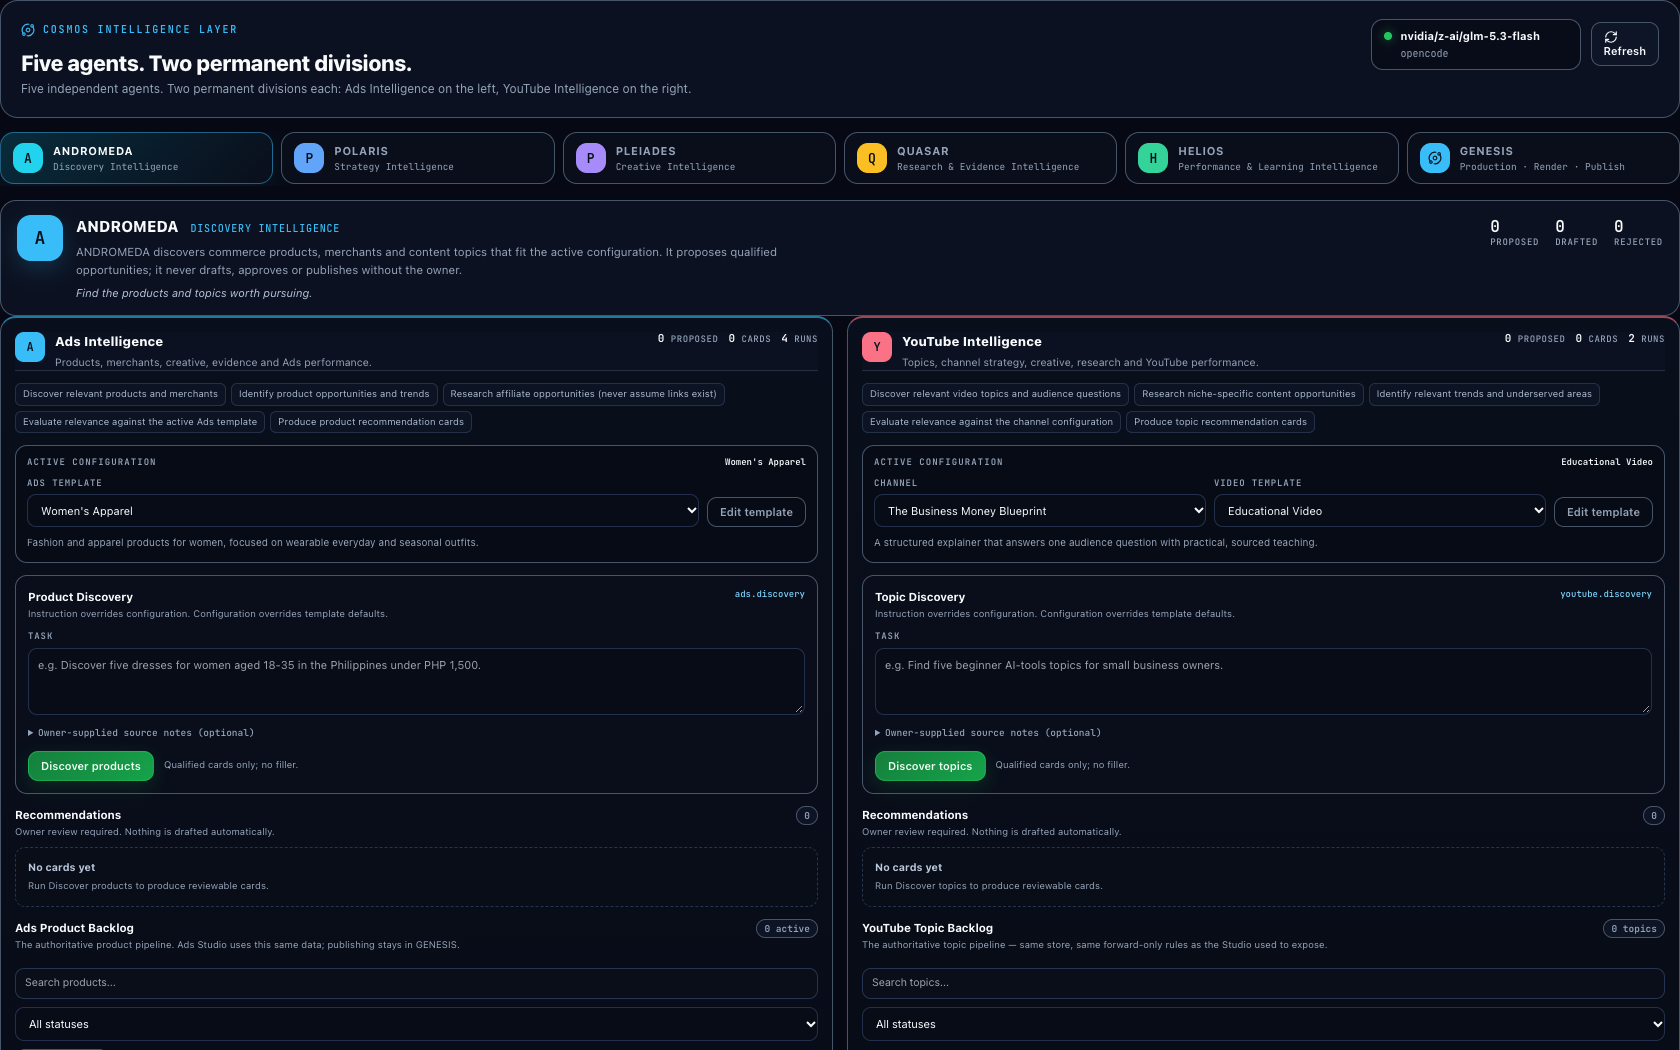 COSMOS INTELLIGENCE LAYER
Five agents. Two permanent divisions.
Five independent agents. Two permanent divisions each: Ads Intelligence on the left, YouTube Intelligence on the right.
nvidia/z-ai/glm-5.3-flash
opencode
Refresh
A
ANDROMEDA
Discovery Intelligence
P
POLARIS
Strategy Intelligence
P
PLEIADES
Creative Intelligence
Q
QUASAR
Research & Evidence Intelligence
H
HELIOS
Performance & Learning Intelligence
GENESIS
Production · Render · Publish
A
ANDROMEDA DISCOVERY INTELLIGENCE
ANDROMEDA discovers commerce products, merchants and content topics that fit the active configuration. It proposes qualified
opportunities; it never drafts, approves or publishes without the owner.
Find the products and topics worth pursuing.
0 PROPOSED
0 DRAFTED
0 REJECTED
A
Ads Intelligence
Products, merchants, creative, evidence and Ads performance.
0 PROPOSED 0 CARDS 4 RUNS
Discover relevant products and merchants
Identify product opportunities and trends
Research affiliate opportunities (never assume links exist)
Evaluate relevance against the active Ads template
Produce product recommendation cards
ACTIVE CONFIGURATION
Women's Apparel
ADS TEMPLATE
Women's Apparel
Edit template
Fashion and apparel products for women, focused on wearable everyday and seasonal outfits.
Product Discovery
ads.discovery
Instruction overrides configuration. Configuration overrides template defaults.
TASK
e.g. Discover five dresses for women aged 18-35 in the Philippines under PHP 1,500.
Owner-supplied source notes (optional)
Discover products
Qualified cards only; no filler.
Recommendations
0
Owner review required. Nothing is drafted automatically.
No cards yet
Run Discover products to produce reviewable cards.
Ads Product Backlog
0 active
The authoritative product pipeline. Ads Studio uses this same data; publishing stays in GENESIS.
Search products...
All statuses
Y
YouTube Intelligence
Topics, channel strategy, creative, research and YouTube performance.
0 PROPOSED 0 CARDS 2 RUNS
Discover relevant video topics and audience questions
Research niche-specific content opportunities
Identify relevant trends and underserved areas
Evaluate relevance against the channel configuration
Produce topic recommendation cards
ACTIVE CONFIGURATION
Educational Video
CHANNEL
The Business Money Blueprint
VIDEO TEMPLATE
Educational Video
Edit template
A structured explainer that answers one audience question with practical, sourced teaching.
Topic Discovery
youtube.discovery
Instruction overrides configuration. Configuration overrides template defaults.
TASK
e.g. Find five beginner AI-tools topics for small business owners.
Owner-supplied source notes (optional)
Discover topics
Qualified cards only; no filler.
Recommendations
0
Owner review required. Nothing is drafted automatically.
No cards yet
Run Discover topics to produce reviewable cards.
YouTube Topic Backlog
0 topics
The authoritative topic pipeline — same store, same forward-only rules as the Studio used to expose.
Search topics...
All statuses